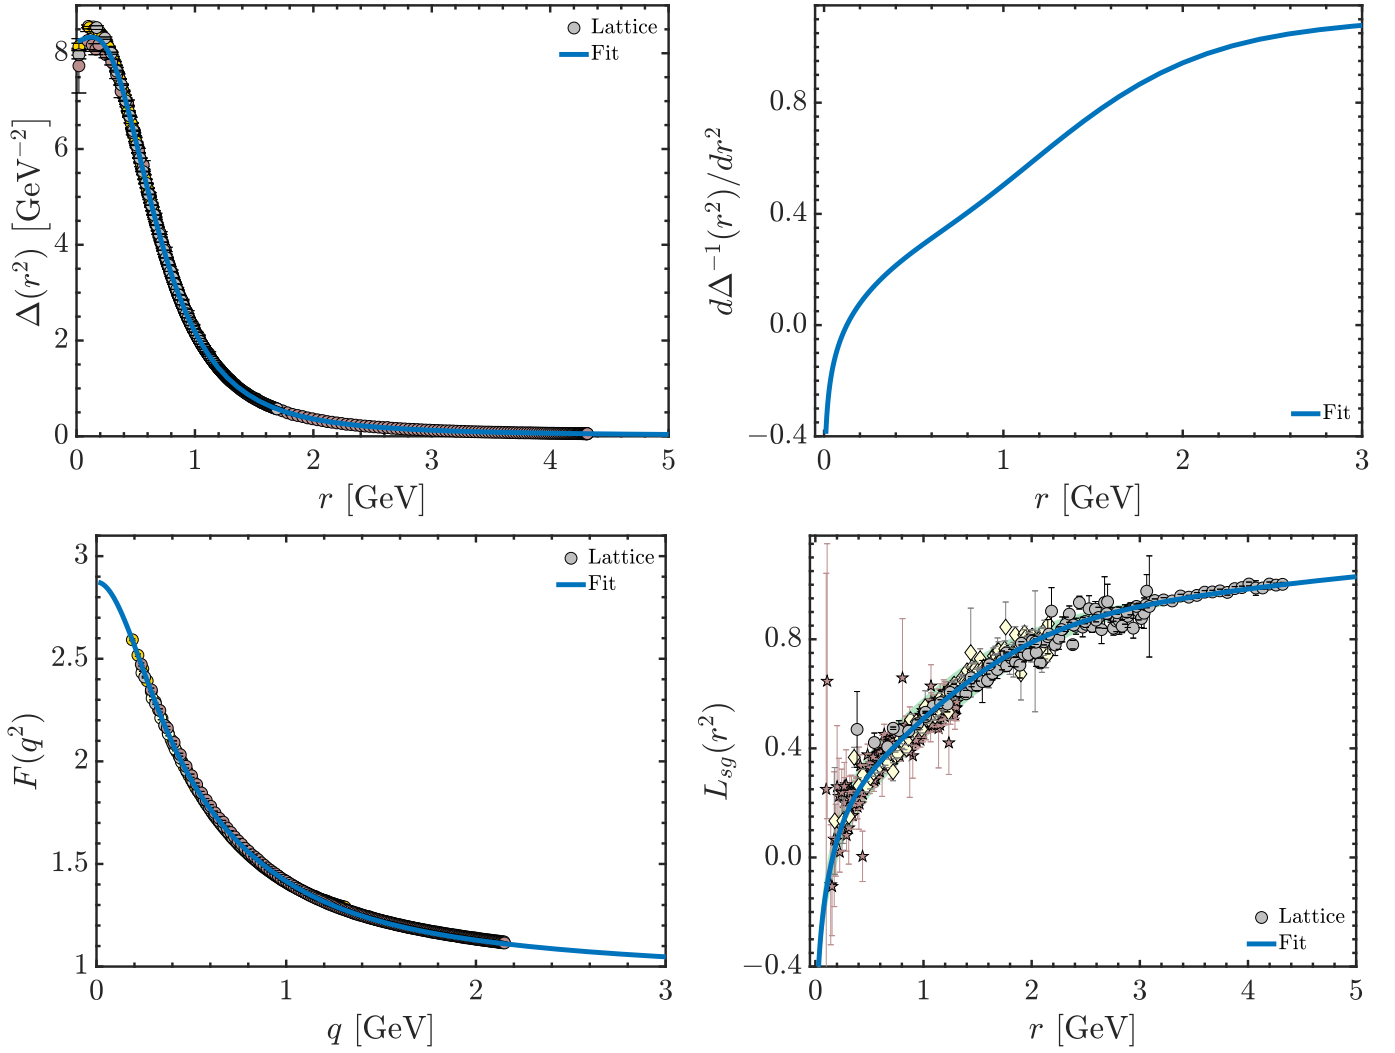 Lattice
Fit
8
6
4
2
0
0 1 2 3 4 5
Δ(r²) [GeV⁻²]
r [GeV]
0.8
0.4
0.0
−0.4
0 1 2 3
dΔ⁻¹(r²)/dr²
r [GeV]
Fit
Lattice
Fit
3
2.5
2
1.5
1
0 1 2 3
F(q²)
q [GeV]
0.8
0.4
0.0
−0.4
0 1 2 3 4 5
L_{sg}(r²)
r [GeV]
Lattice
Fit